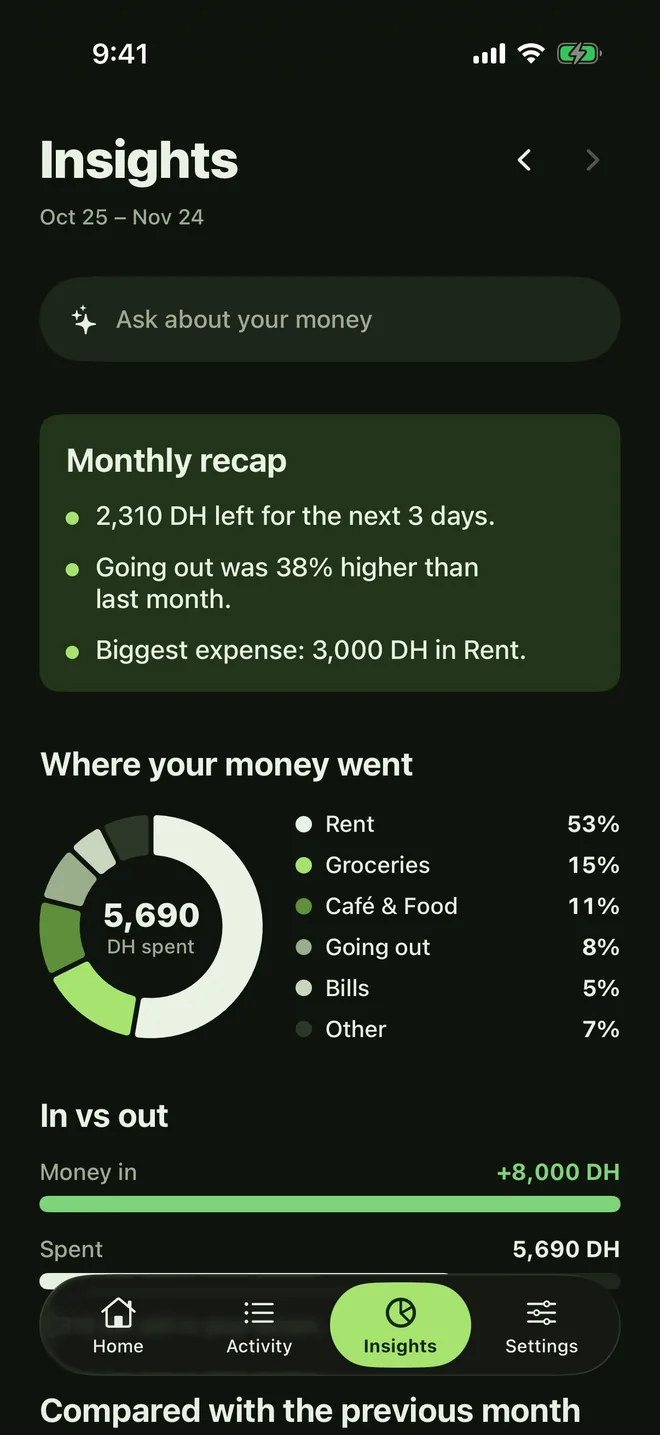 9:41
Insights
Oct 25 – Nov 24
Ask about your money
Monthly recap
2,310 DH left for the next 3 days.
Going out was 38% higher than
last month.
Biggest expense: 3,000 DH in Rent.
Where your money went
5,690
DH spent
Rent 53%
Groceries 15%
Café & Food 11%
Going out 8%
Bills 5%
Other 7%
In vs out
Money in +8,000 DH
Spent 5,690 DH
Home Activity Insights Settings
Compared with the previous month